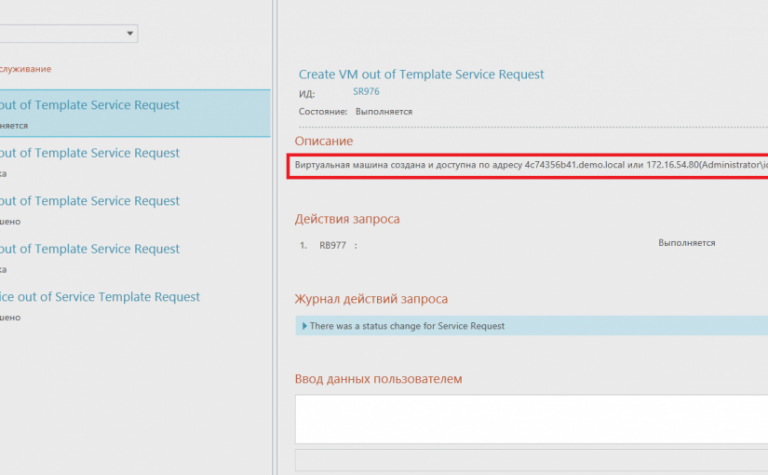 служивание
out of Template Service Request
няется
out of Template Service Request
ка
out of Template Service Request
шено
out of Template Service Request
ка
ice out of Service Template Request
шено
Create VM out of Template Service Request
ИД: SR976
Состояние: Выполняется
Описание
Виртуальная машина создана и доступна по адресу 4c74356b41.demo.local или 172.16.54.80(Administrator\
Действия запроса
1. RB977 : Выполняется
Журнал действий запроса
There was a status change for Service Request
Ввод данных пользователем